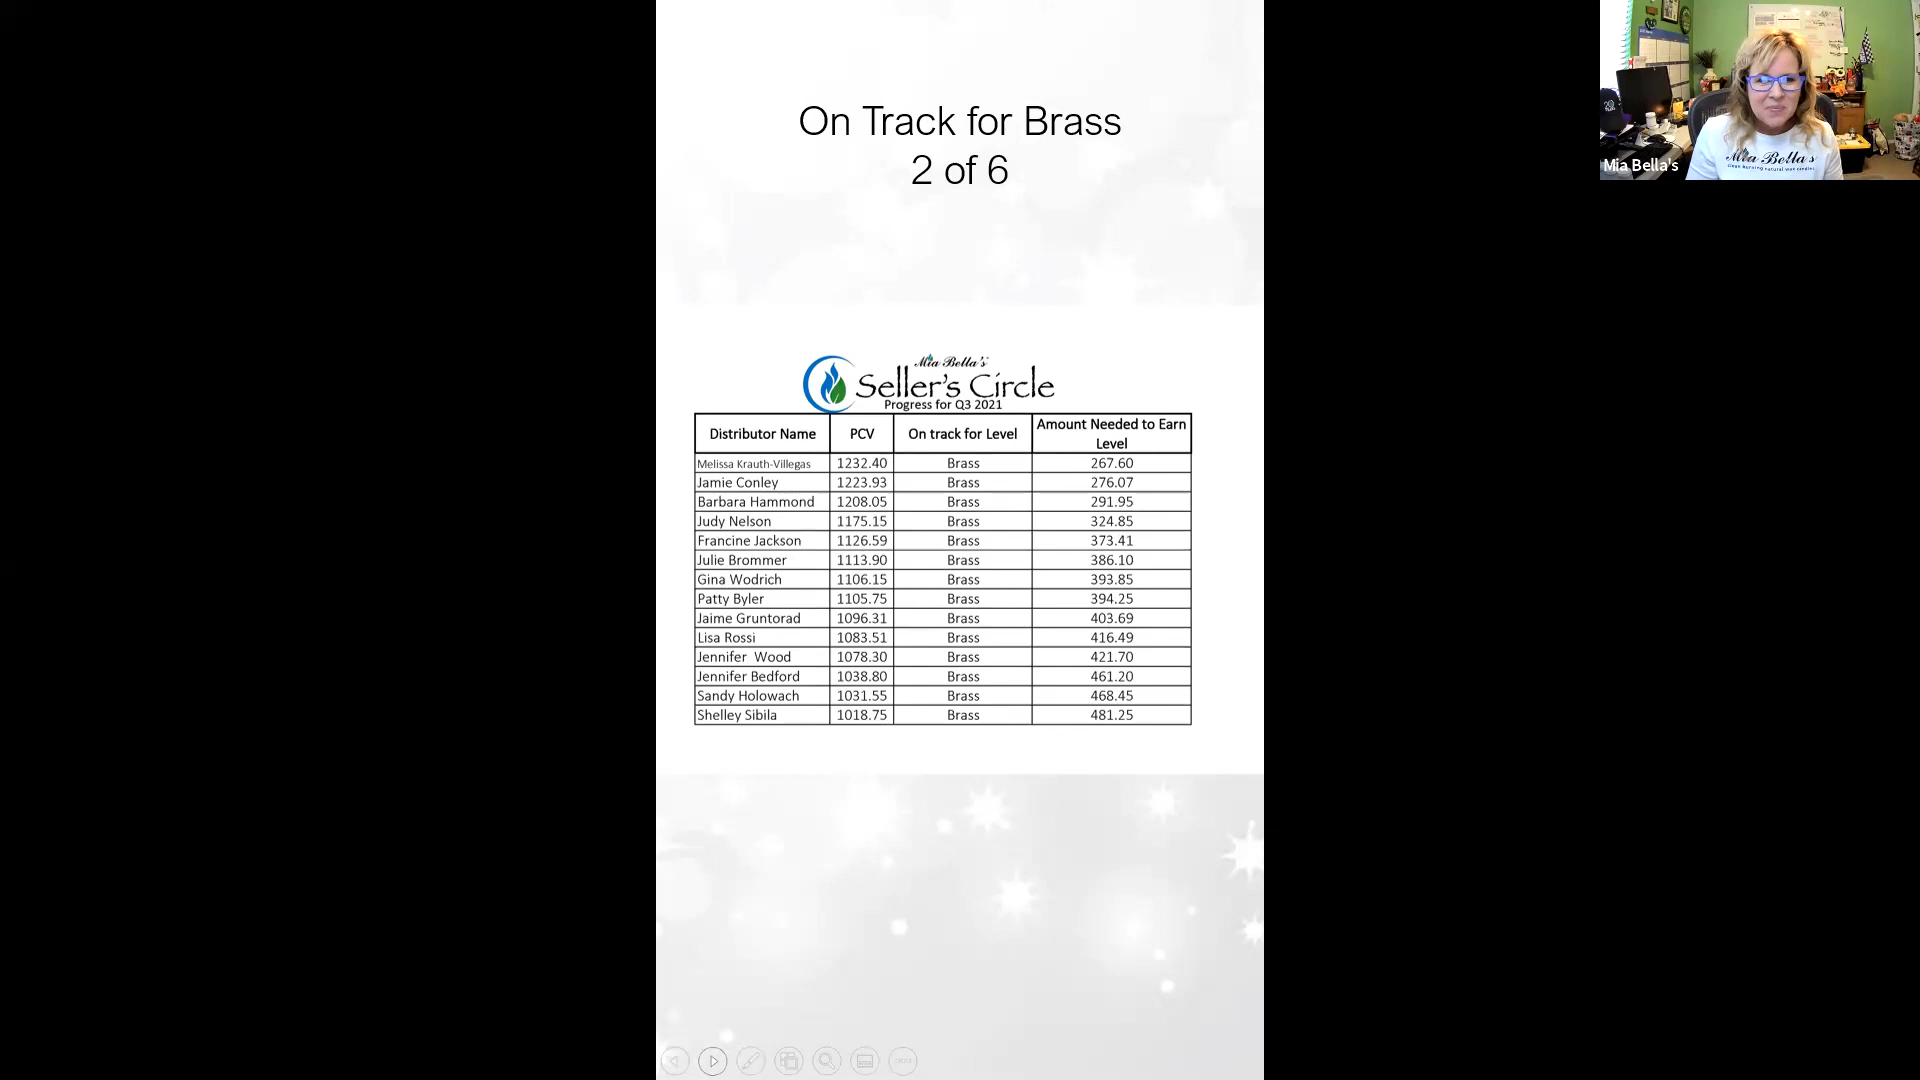 On Track for Brass
2 of 6
Mia Bella's
Mia Bella's
Mia Bella's
Seller's Circle
Progress for Q3 2021
Distributor Name PCV On track for Level Amount Needed to Earn Level
Melissa Krauth-Villegas 1232.40 Brass 267.60
Jamie Conley 1223.93 Brass 276.07
Barbara Hammond 1208.05 Brass 291.95
Judy Nelson 1175.15 Brass 324.85
Francine Jackson 1126.59 Brass 373.41
Julie Brommer 1113.90 Brass 386.10
Gina Wodrich 1106.15 Brass 393.85
Patty Byler 1105.75 Brass 394.25
Jaime Gruntorad 1096.31 Brass 403.69
Lisa Rossi 1083.51 Brass 416.49
Jennifer  Wood 1078.30 Brass 421.70
Jennifer Bedford 1038.80 Brass 461.20
Sandy Holowach 1031.55 Brass 468.45
Shelley Sibila 1018.75 Brass 481.25